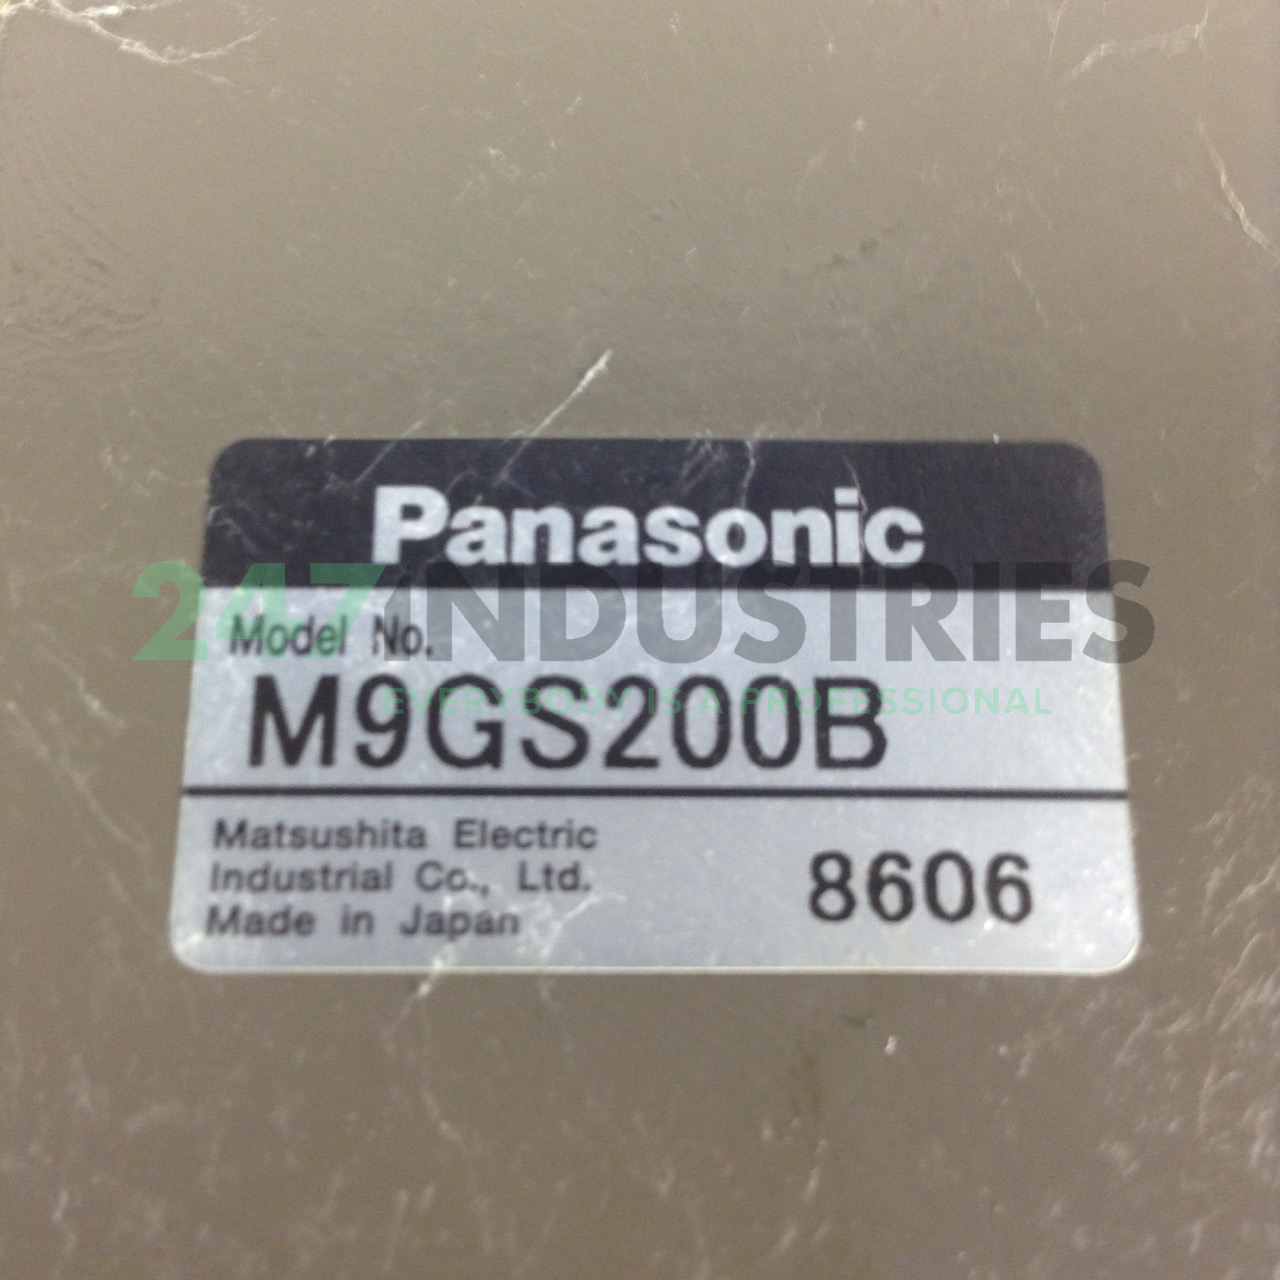 Panasonic
247INDUSTRIES
Model No.
EVERYBODY IS A PROFESSIONAL
M9GS200B
Matsushita Electric
Industrial Co., Ltd.
Made in Japan
8606